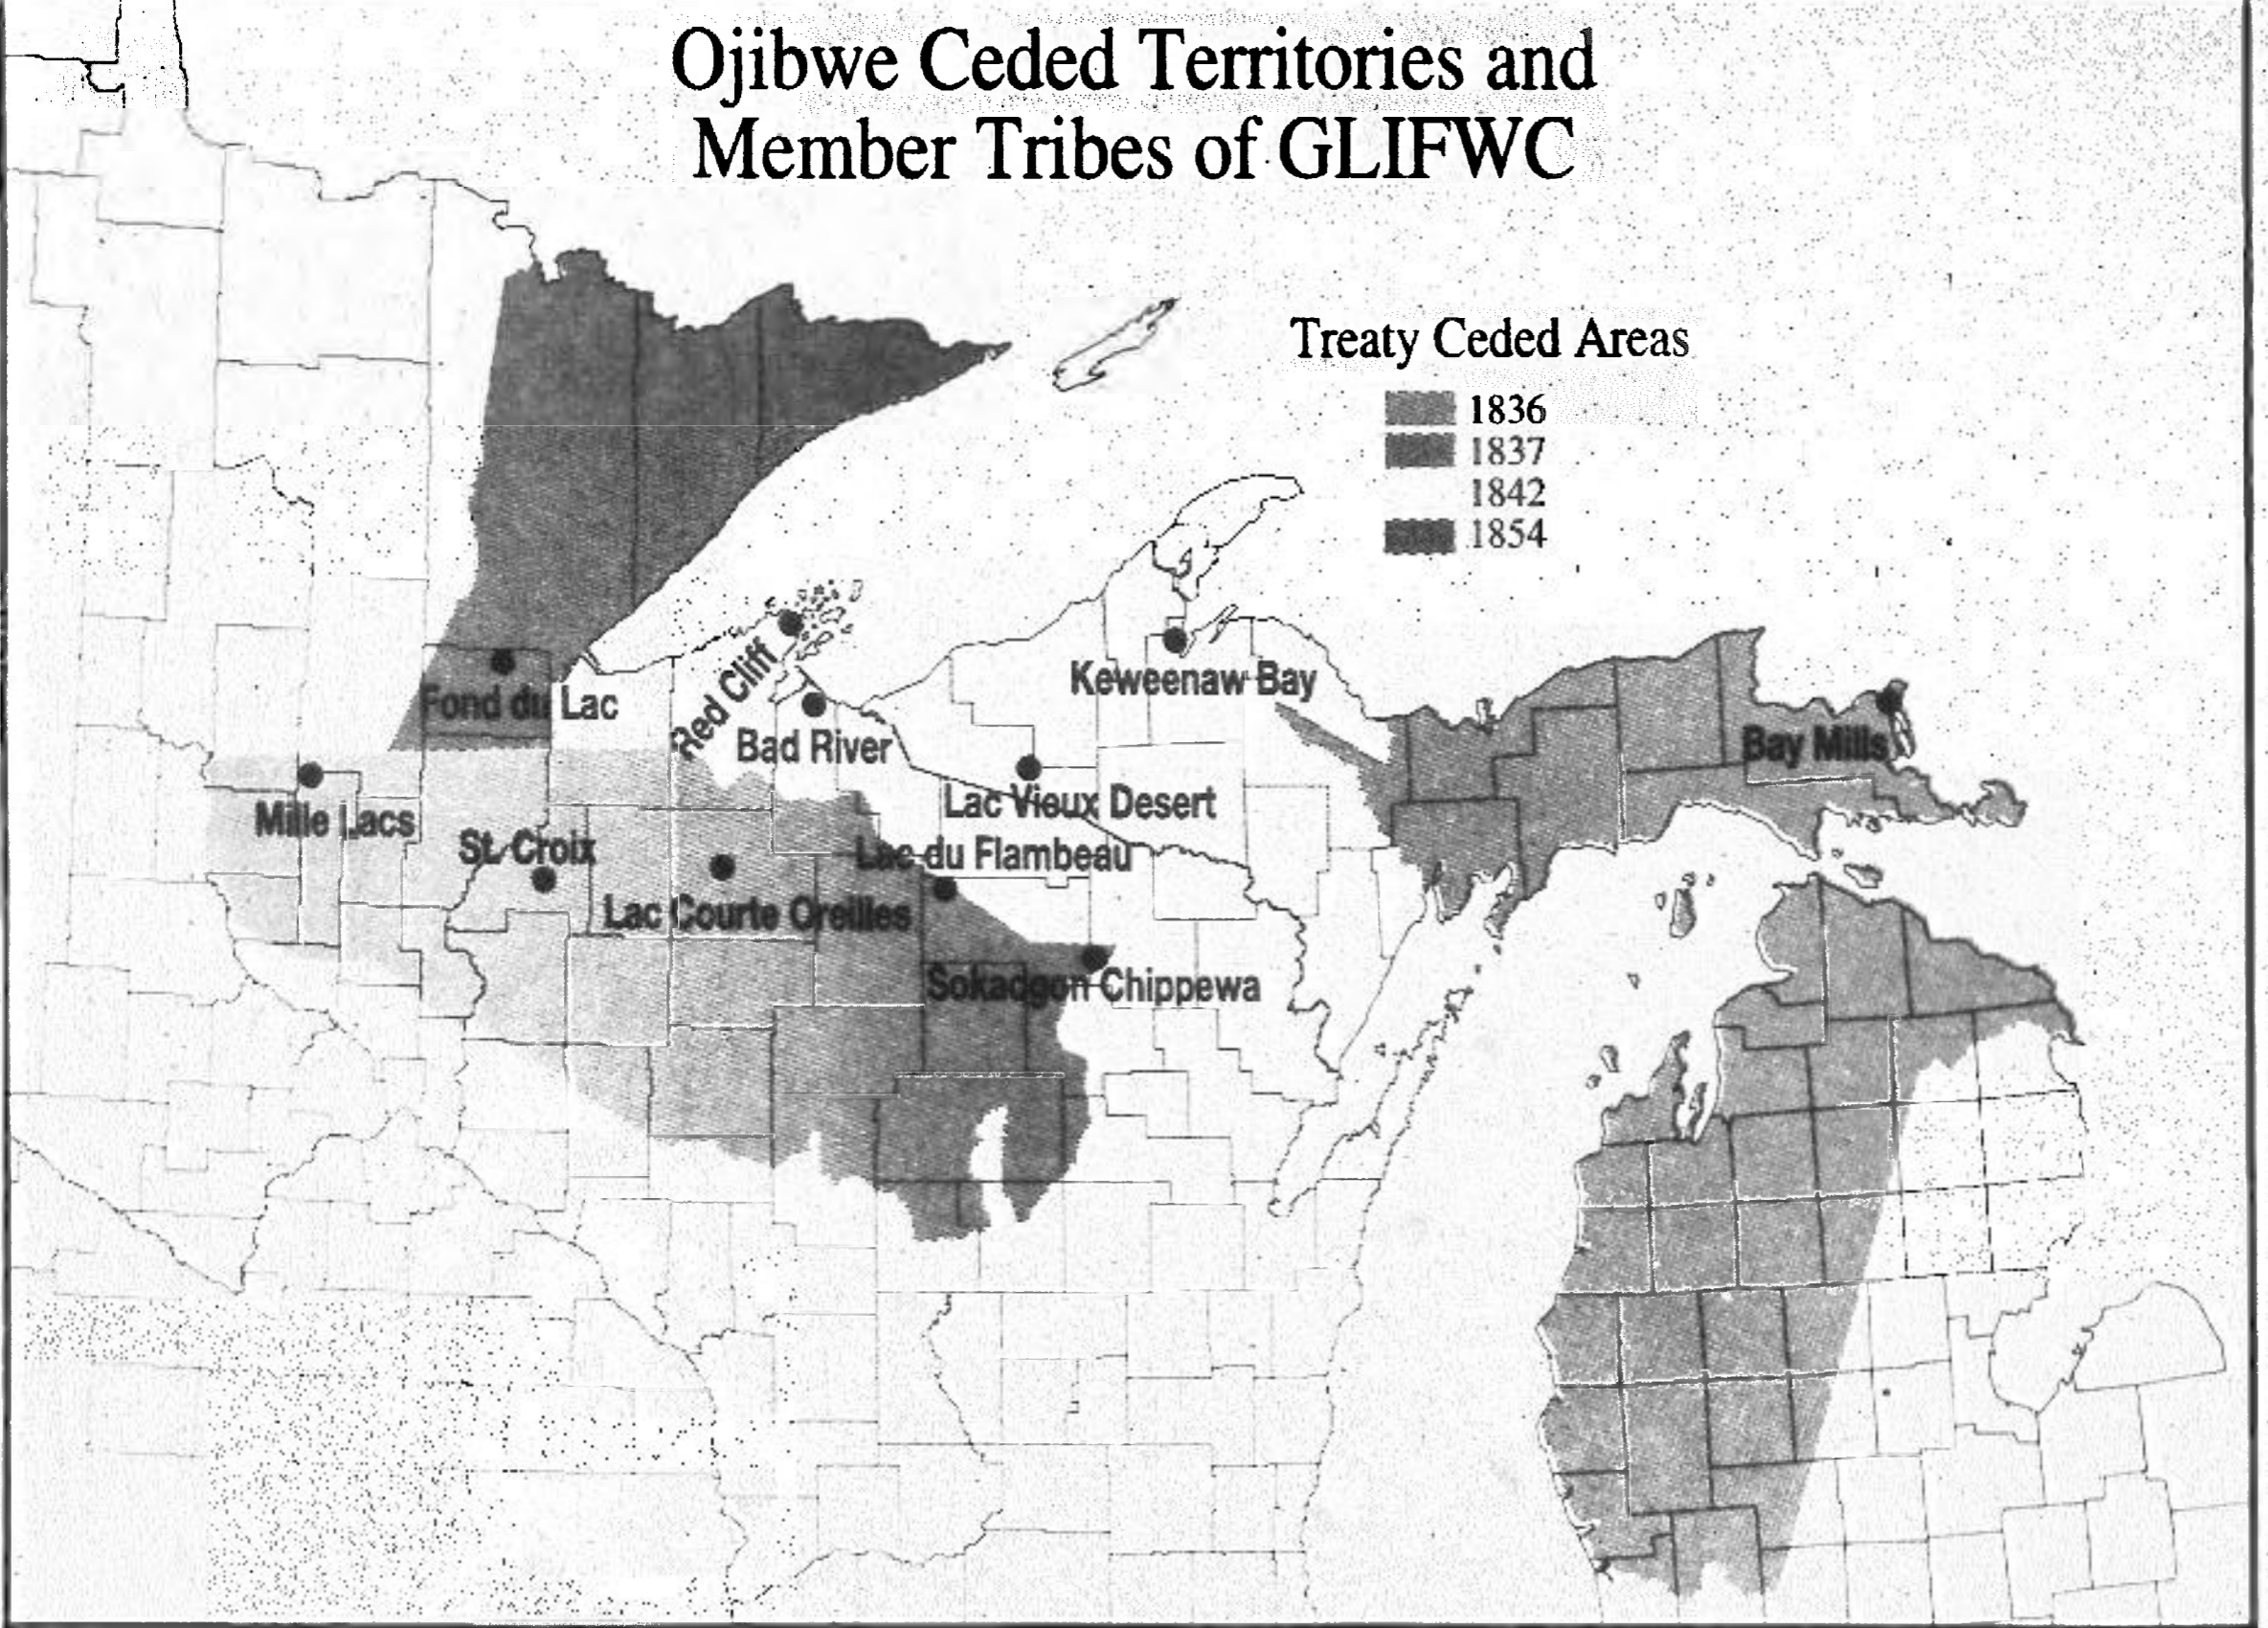 Ojibwe Ceded Territories and
Member Tribes of GLIFWC
Treaty Ceded Areas
1836
1837
1842
1854
Fond du Lac
Red Cliff
Bad River
Keweenaw Bay
Bay Mills
Mille Lacs
St. Croix
Lac Vieux Desert
Lac du Flambeau
Lac Courte Oreilles
Sokadgon Chippewa